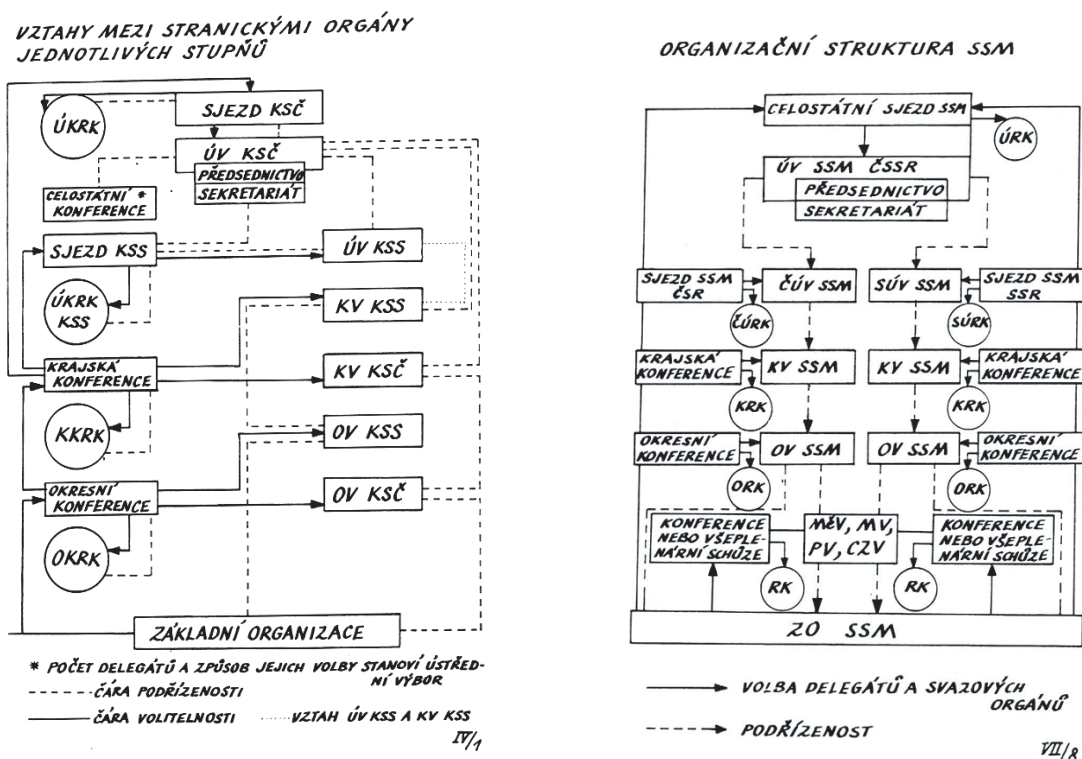 VZTAHY MEZI STRANICKÝMI ORGÁNY
JEDNOTLIVÝCH STUPŇŮ
SJEZD KSČ
ÚKRK
ÚV KSČ
PŘEDSEDNICTVO
SEKRETARIÁT
CELOSTÁTNÍ *
KONFERENCE
SJEZD KSS
ÚV KSS
ÚKRK
KSS
KV KSS
KRAJSKÁ
KONFERENCE
KV KSČ
KKRK
OV KSS
OKRESNÍ
KONFERENCE
OV KSČ
OKRK
ZÁKLADNÍ ORGANIZACE
* POČET DELEGÁTŮ A ZPŮSOB JEJICH VOLBY STANOVÍ ÚSTŘED-
NÍ VÝBOR
ČÁRA PODŘÍZENOSTI
ČÁRA VOLITELNOSTI
VZTAH ÚV KSS A KV KSS
IV/1
ORGANIZAČNÍ STRUKTURA SSM
CELOSTÁTNÍ SJEZD SSM
ÚRK
ÚV SSM ČSSR
PŘEDSEDNICTVO
SEKRETARIÁT
SJEZD SSM
ČSR
ČÚV SSM
SÚV SSM
SJEZD SSM
SSR
ČÚRK
SÚRK
KRAJSKÁ
KONFERENCE
KV SSM
KV SSM
KRAJSKÁ
KONFERENCE
KRK
KRK
OKRESNÍ
KONFERENCE
OV SSM
OV SSM
OKRESNÍ
KONFERENCE
ORK
ORK
KONFERENCE
NEBO VŠEPLE-
NÁRNÍ SCHŮZE
MĚV, MV,
PV, CZV
KONFERENCE
NEBO VŠEPLE-
NÁRNÍ SCHŮZE
RK
RK
ZO SSM
VOLBA DELEGÁTŮ A SVAZOVÝCH
ORGÁNŮ
PODŘÍZENOST
VII/8